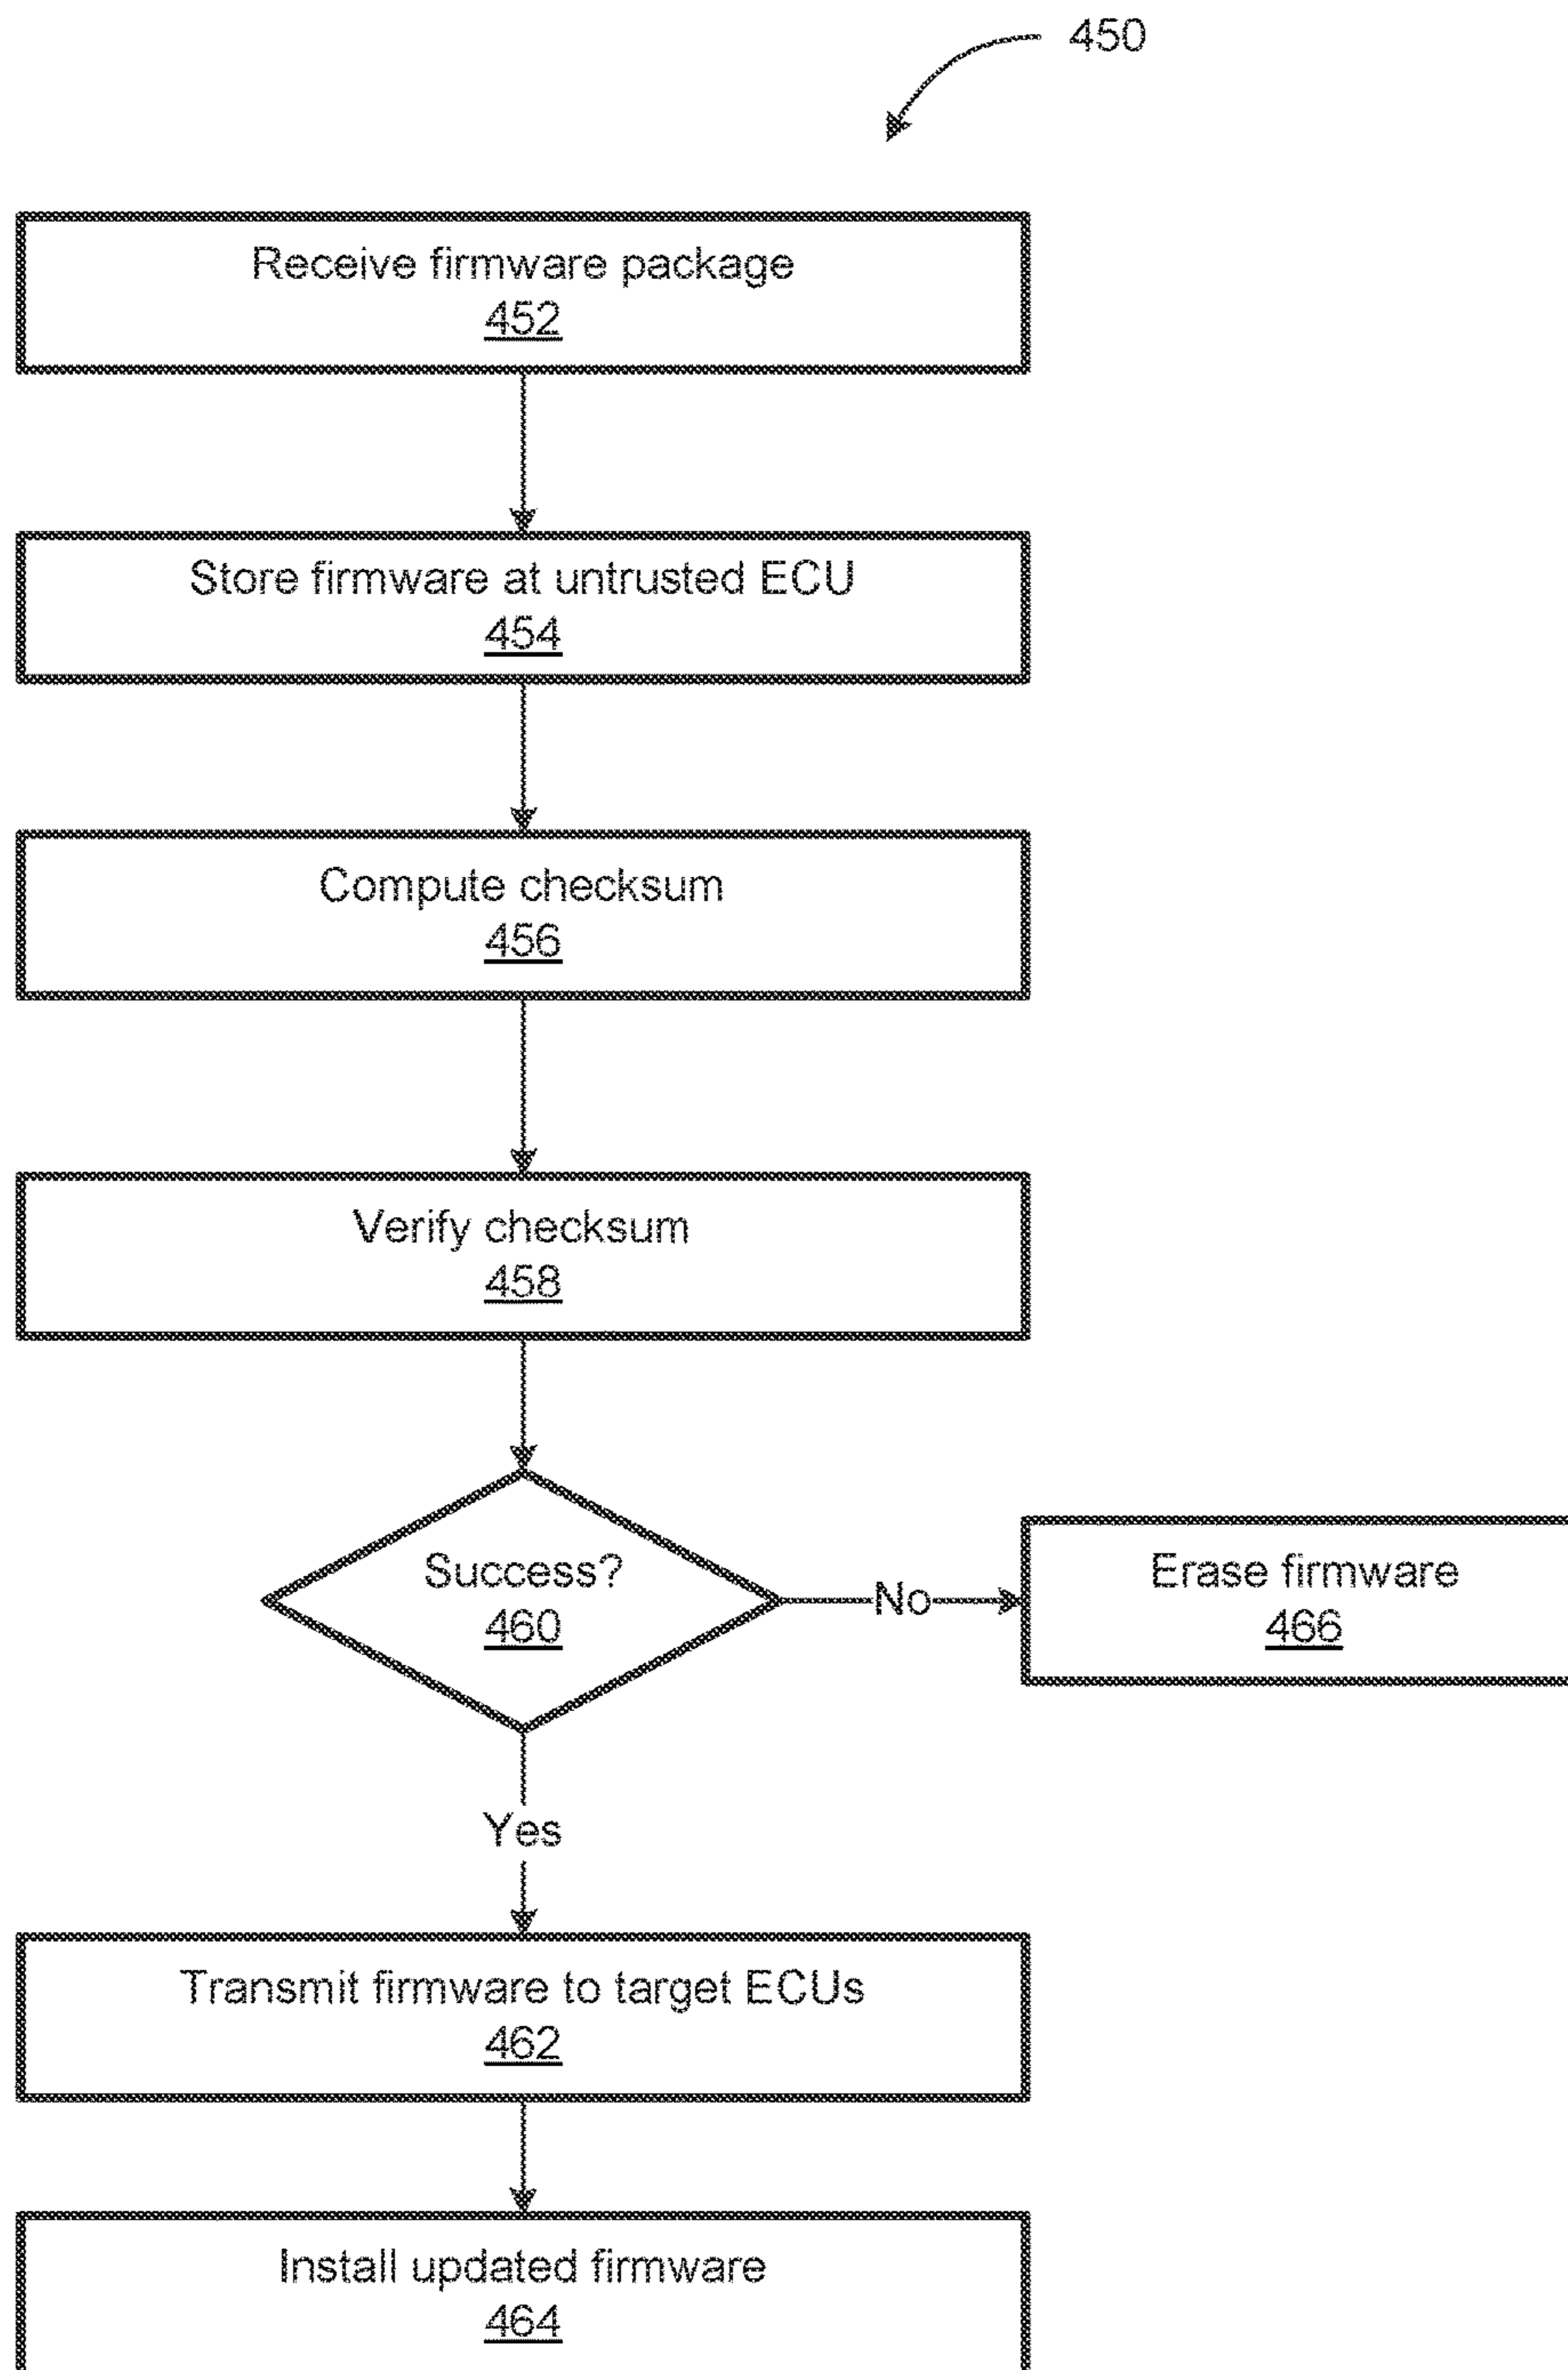 450
Receive firmware package
452
Store firmware at untrusted ECU
454
Compute checksum
456
Verify checksum
458
Success?
460
No
Erase firmware
466
Yes
Transmit firmware to target ECUs
462
Install updated firmware
464